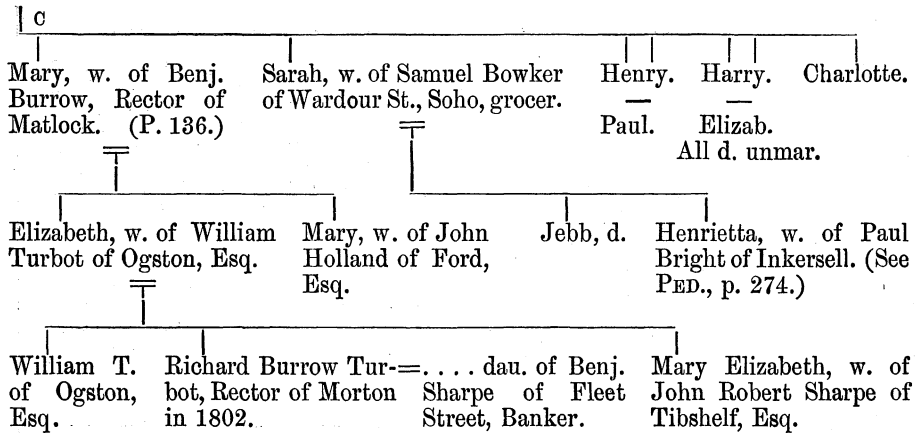 C
Mary, w. of Benj.
Burrow, Rector of
Matlock. (P. 136.)
Sarah, w. of Samuel Bowker
of Wardour St., Soho, grocer.
Henry.
Paul.
Harry.
Elizab.
All d. unmar.
Charlotte.
Elizabeth, w. of William
Turbot of Ogston, Esq.
Mary, w. of John
Holland of Ford,
Esq.
Jebb, d.
Henrietta, w. of Paul
Bright of Inkersell. (See
PED., p. 274.)
William T.
of Ogston,
Esq.
Richard Burrow Tur-=
bot, Rector of Morton
in 1802.
.... dau. of Benj.
Sharpe of Fleet
Street, Banker.
Mary Elizabeth, w. of
John Robert Sharpe of
Tibshelf, Esq.